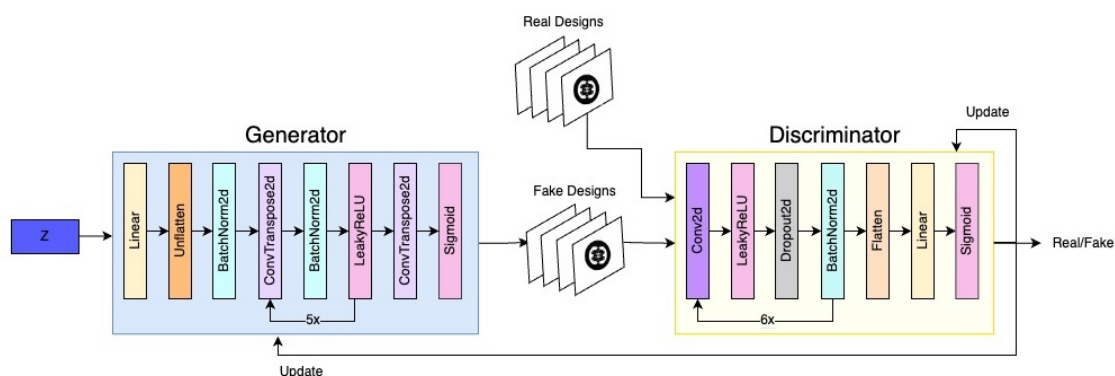 Real Designs
Generator
Discriminator
Update
Z
Linear
Unflatten
BatchNorm2d
ConvTranspose2d
BatchNorm2d
LeakyReLU
ConvTranspose2d
Sigmoid
5x
Fake Designs
Conv2d
LeakyReLU
Dropout2d
BatchNorm2d
Flatten
Linear
Sigmoid
6x
Real/Fake
Update